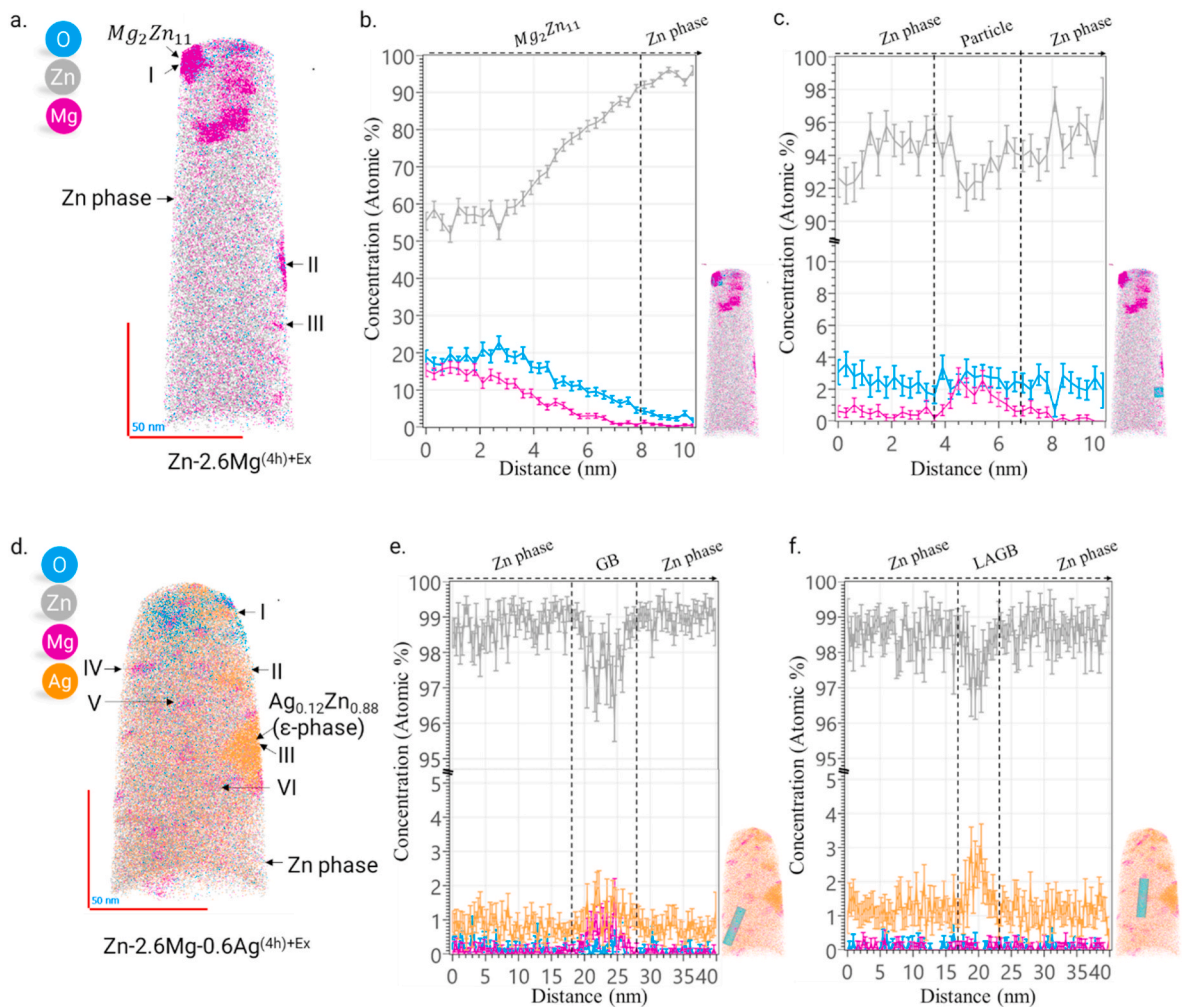 a.
O
Zn
Mg
Mg₂Zn₁₁
I
Zn phase
II
III
50 nm
Zn-2.6Mg⁽⁴ʰ⁾⁺ᴱˣ
b.
Mg₂Zn₁₁ Zn phase
Concentration (Atomic %)
100
90
80
70
60
50
40
30
20
10
0
0 2 4 6 8 10
Distance (nm)
c.
Zn phase Particle Zn phase
Concentration (Atomic %)
100
98
96
94
92
90
10
8
6
4
2
0
0 2 4 6 8 10
Distance (nm)
d.
O
Zn
Mg
Ag
I
IV
II
V
Ag₀.₁₂Zn₀.₈₈
(ε-phase)
III
VI
Zn phase
50 nm
Zn-2.6Mg-0.6Ag⁽⁴ʰ⁾⁺ᴱˣ
e.
Zn phase GB Zn phase
Concentration (Atomic %)
100
99
98
97
96
95
5
4
3
2
1
0
0 5 10 15 20 25 30 35 40
Distance (nm)
f.
Zn phase LAGB Zn phase
Concentration (Atomic %)
100
99
98
97
96
95
5
4
3
2
1
0
0 5 10 15 20 25 30 35 40
Distance (nm)